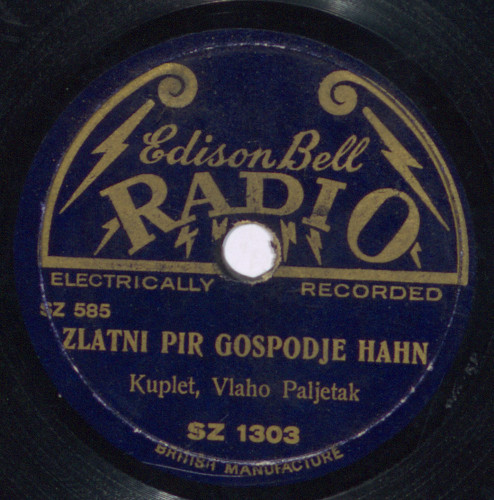 Edison Bell
RADIO
ELECTRICALLY RECORDED
SZ 585
ZLATNI PIR GOSPODJE HAHN
Kuplet, Vlaho Paljetak
SZ 1303
BRITISH MANUFACTURE